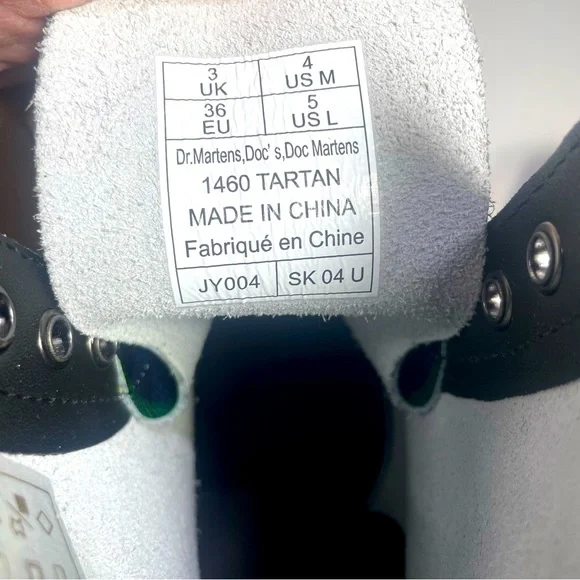 3 4
UK US M
36 5
EU US L
Dr.Martens,Doc' s,Doc Martens
1460 TARTAN
MADE IN CHINA
Fabriqué en Chine
JY004 SK 04 U